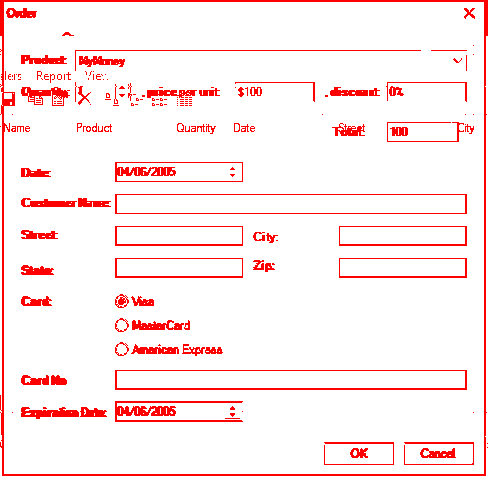 Order
Product: MyMoney
ders Report View
Quantity: price per unit: $100 discount: 0%
Name Product Quantity Date Street City
Total: 100
Date: 04/06/2005
Customer Name:
Street: City:
State: Zip:
Card: Visa
MasterCard
American Express
Card No
Expiration Date: 04/06/2005
OK Cancel